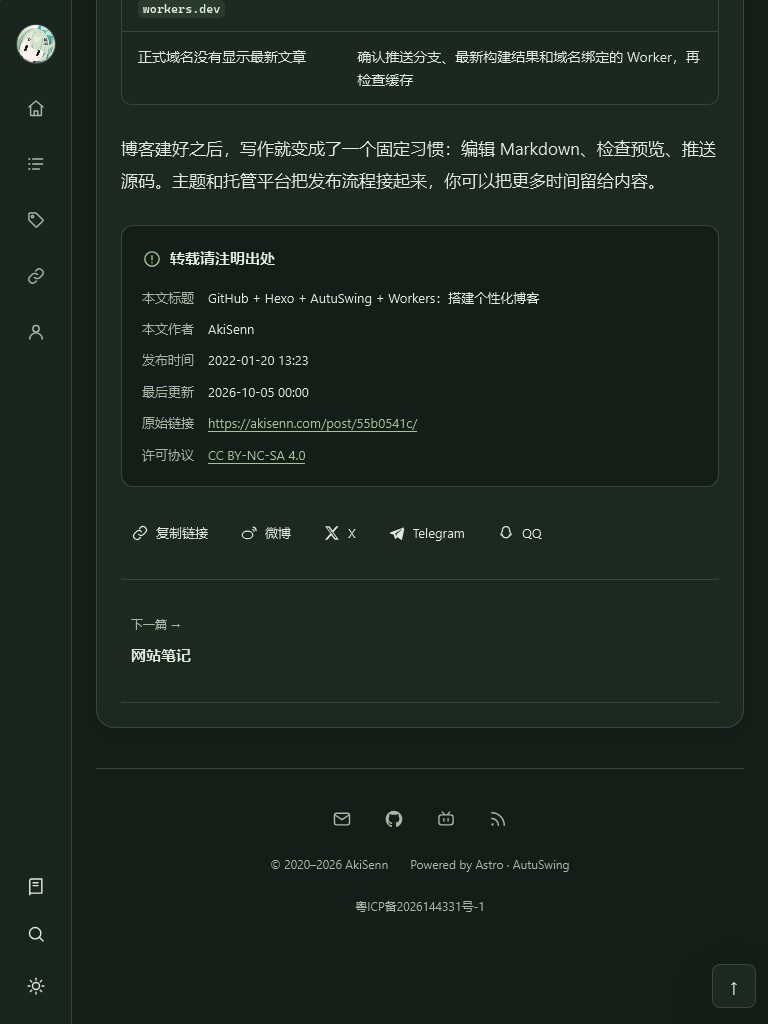 workers.dev
正式域名没有显示最新文章
确认推送分支、最新构建结果和域名绑定的 Worker，再
检查缓存
博客建好之后，写作就变成了一个固定习惯：编辑 Markdown、检查预览、推送
源码。主题和托管平台把发布流程接起来，你可以把更多时间留给内容。
转载请注明出处
本文标题 GitHub + Hexo + AutuSwing + Workers：搭建个性化博客
本文作者 AkiSenn
发布时间 2022-01-20 13:23
最后更新 2026-10-05 00:00
原始链接 https://akisenn.com/post/55b0541c/
许可协议 CC BY-NC-SA 4.0
复制链接 微博 X Telegram QQ
下一篇 →
网站笔记
© 2020–2026 AkiSenn Powered by Astro · AutuSwing
粤ICP备2026144331号-1
↑